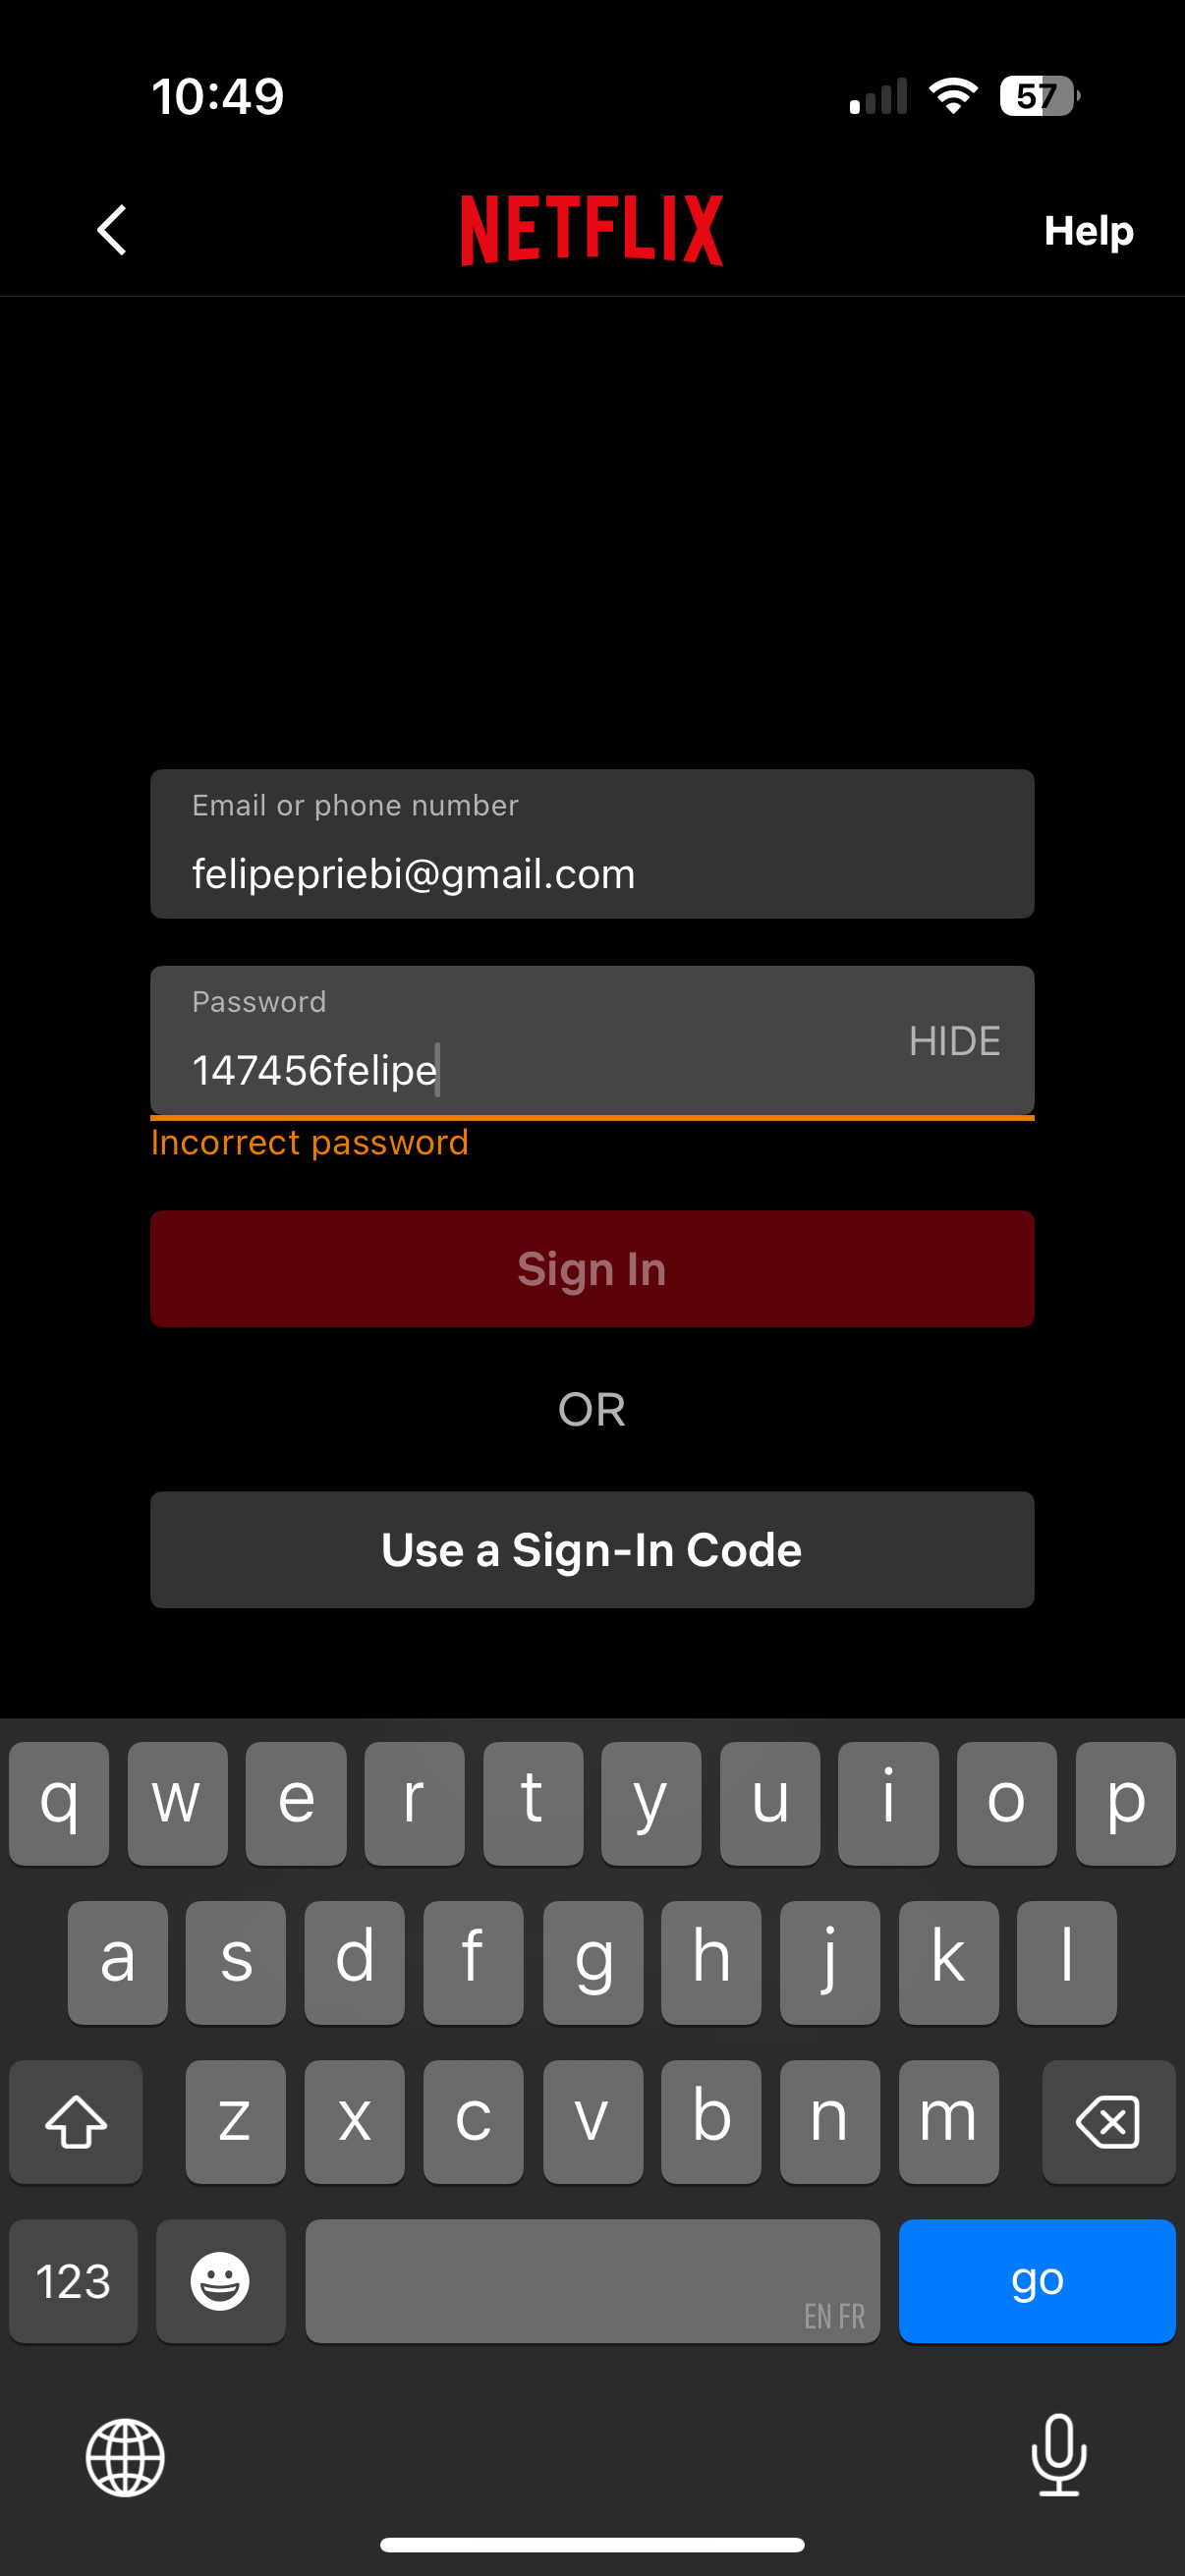 10:49
57
NETFLIX
Help
Email or phone number
felipepriebi@gmail.com
Password
147456felipe
HIDE
Incorrect password
Sign In
OR
Use a Sign-In Code
q w e r t y u i o p
a s d f g h j k l
z x c v b n m
123
EN FR
go